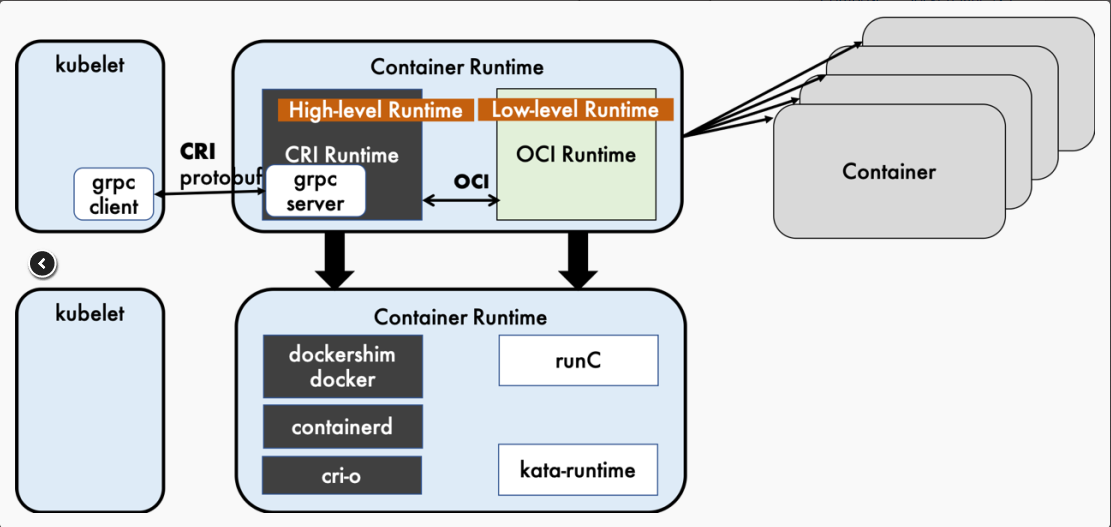 kubelet
Container Runtime
High-level Runtime
Low-level Runtime
CRI Runtime
OCI Runtime
CRI
protobuf
grpc
client
grpc
server
OCI
Container
kubelet
Container Runtime
dockershim
docker
runC
containerd
cri-o
kata-runtime